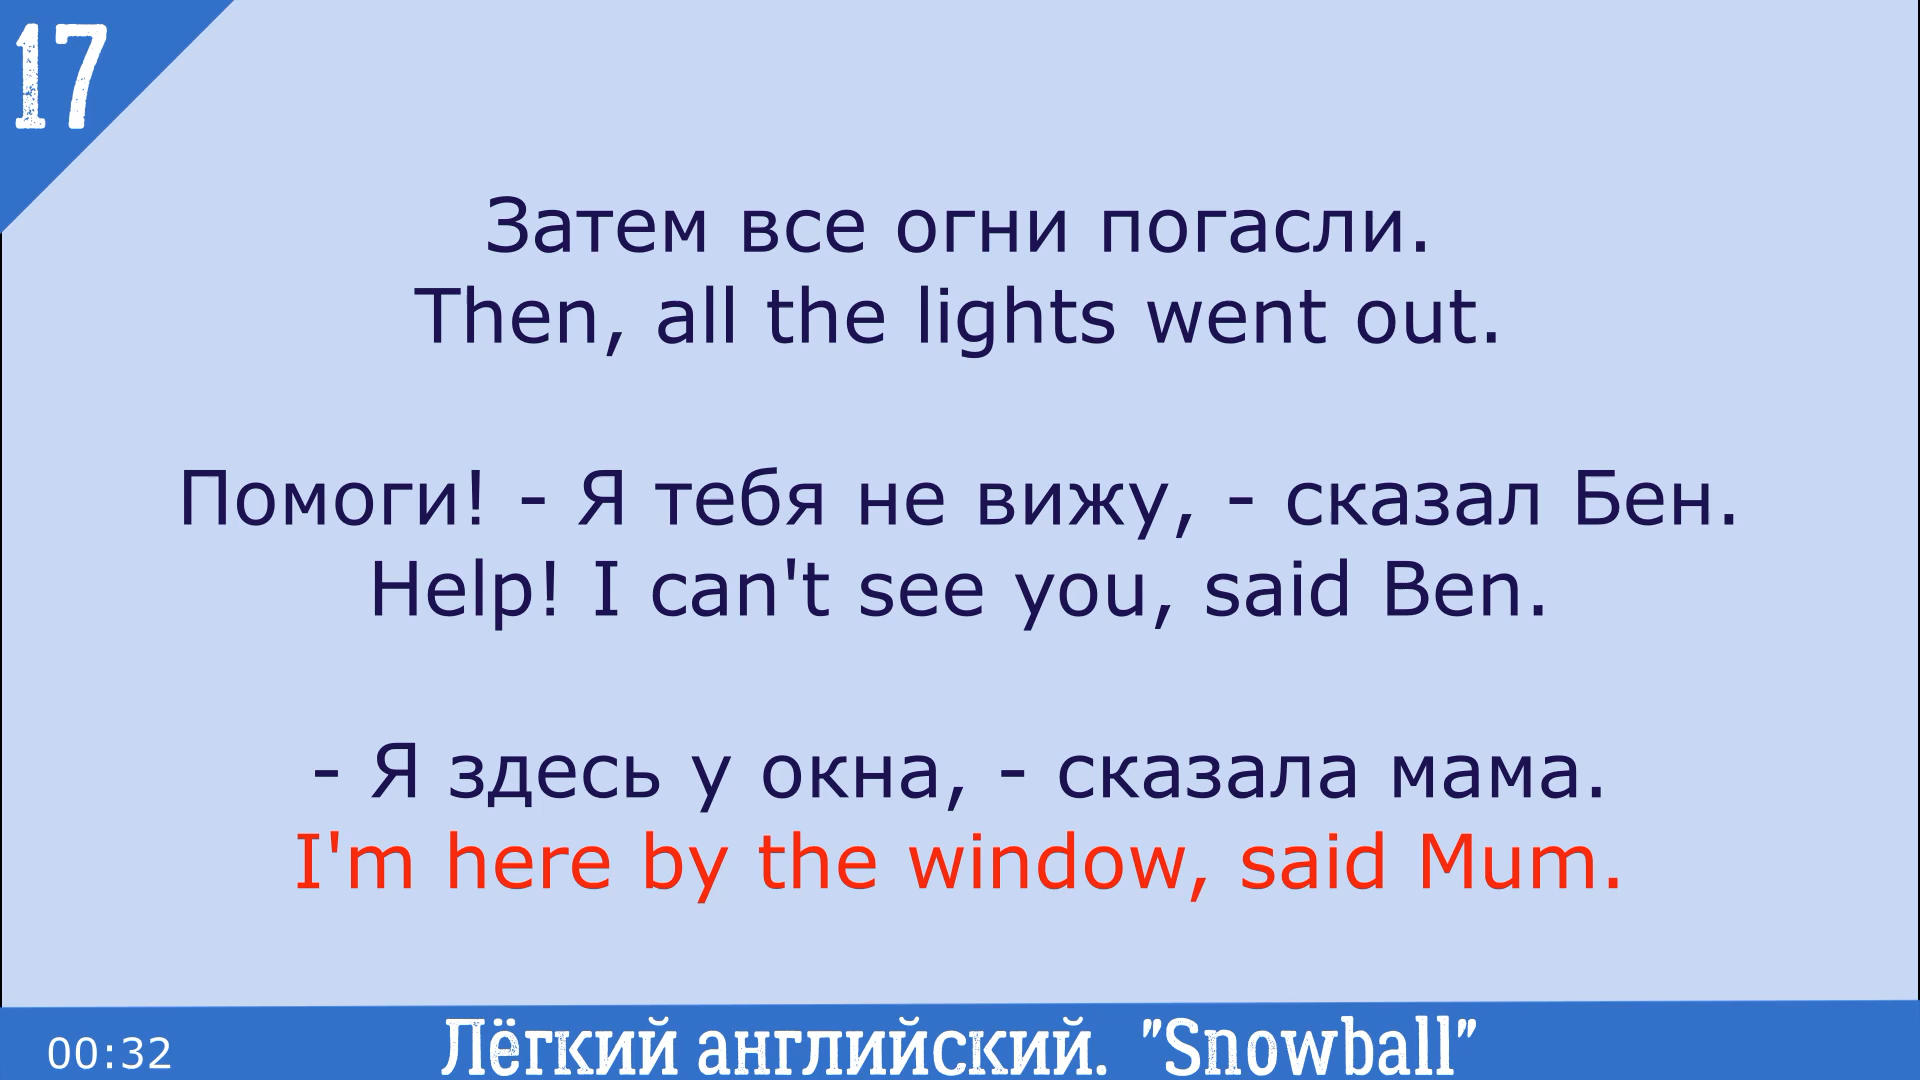 17
Затем все огни погасли.
Then, all the lights went out.
Помоги! - Я тебя не вижу, - сказал Бен.
Help! I can't see you, said Ben.
- Я здесь у окна, - сказала мама.
I'm here by the window, said Mum.
00:32
Лёгкий английский. "Snowball"